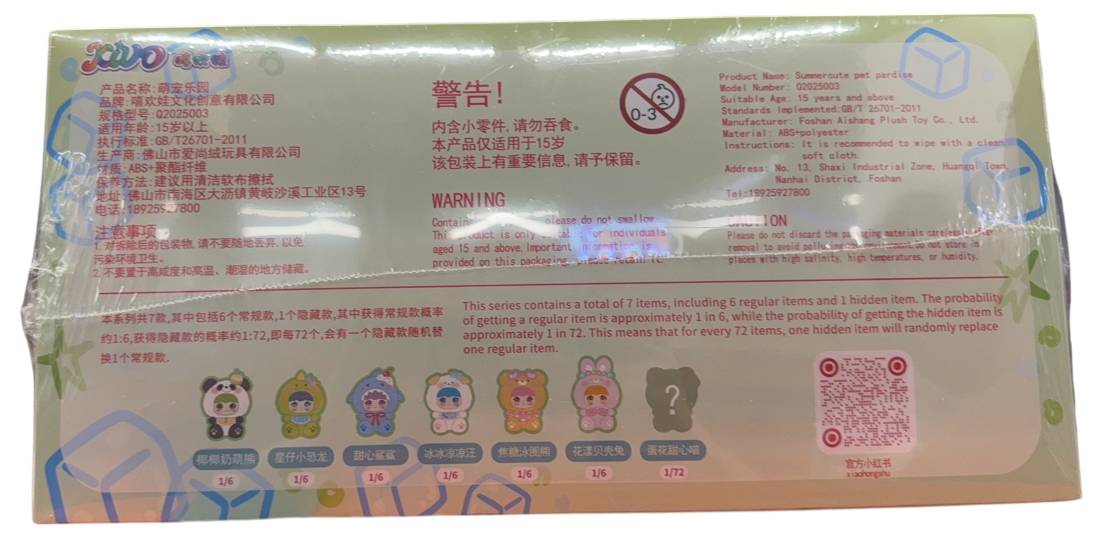 xivo 嘻欢娃
产品名称:萌宠乐园
品牌:嘻欢娃文化创意有限公司
规格型号:Q2025003
适用年龄:15岁以上
执行标准:GB/T26701-2011
生产商:佛山市爱尚绒玩具有限公司
材质:ABS+聚酯纤维
保养方法:建议用清洁软布擦拭
地址:佛山市南海区大沥镇黄岐沙溪工业区13号
电话:18925927800
注意事项
1.对拆除后的包装物,请不要随地丢弃,以免
污染环境卫生。
2.不要置于高咸度和高温、潮湿的地方储藏。
警告!
内含小零件,请勿吞食。
本产品仅适用于15岁
该包装上有重要信息,请予保留。
0-3
WARNING
please do not swallow
This product is only for individuals
aged 15 and above. Important information is
provided on this packaging, please retain it.
Product Name: Summercute pet pardise
Model Number: Q2025003
Suitable Age: 15 years and above
Standards Implemented:GB/T 26701-2011
Manufacturer: Foshan Aishang Plush Toy Co., Ltd.
Material: ABS+polyester
Instructions: It is recommended to wipe with a clean
soft cloth.
Address: No. 13, Shaxi Industrial Zone, Huangqi Town,
Nanhai District, Foshan
Tel:18925927800
CAUTION
Please do not discard the packaging materials carelessly after
removal to avoid polluting the environment. Do not store in
places with high salinity, high temperatures, or humidity.
本系列共7款,其中包括6个常规款,1个隐藏款,其中获得常规款概率
约1:6,获得隐藏款的概率约1:72,即每72个,会有一个隐藏款随机替
换1个常规款.
This series contains a total of 7 items, including 6 regular items and 1 hidden item. The probability
of getting a regular item is approximately 1 in 6, while the probability of getting the hidden item is
approximately 1 in 72. This means that for every 72 items, one hidden item will randomly replace
one regular item.
?
椰椰奶萌熊 星仔小恐龙 甜心鲨鲨 冰冰凉凉汪 焦糖泳圈熊 花漾贝壳兔 蛋花甜心喵
1/6 1/6 1/6 1/6 1/6 1/6 1/72
官方小红书
xiaohongshu